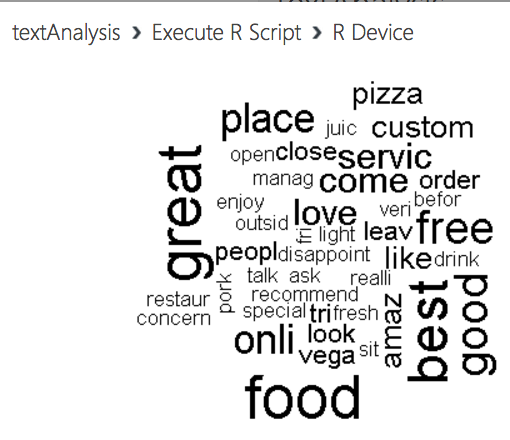 textAnalysis › Execute R Script › R Device
pizza
place juic custom
open close servic
manag come order
great
enjoy love veri befor
outsid fri light leav free
peopl disappoint like drink
talk ask realli
pork recommend
restaur special tri fresh
concern
amaz best good
onli look
vega sit
food